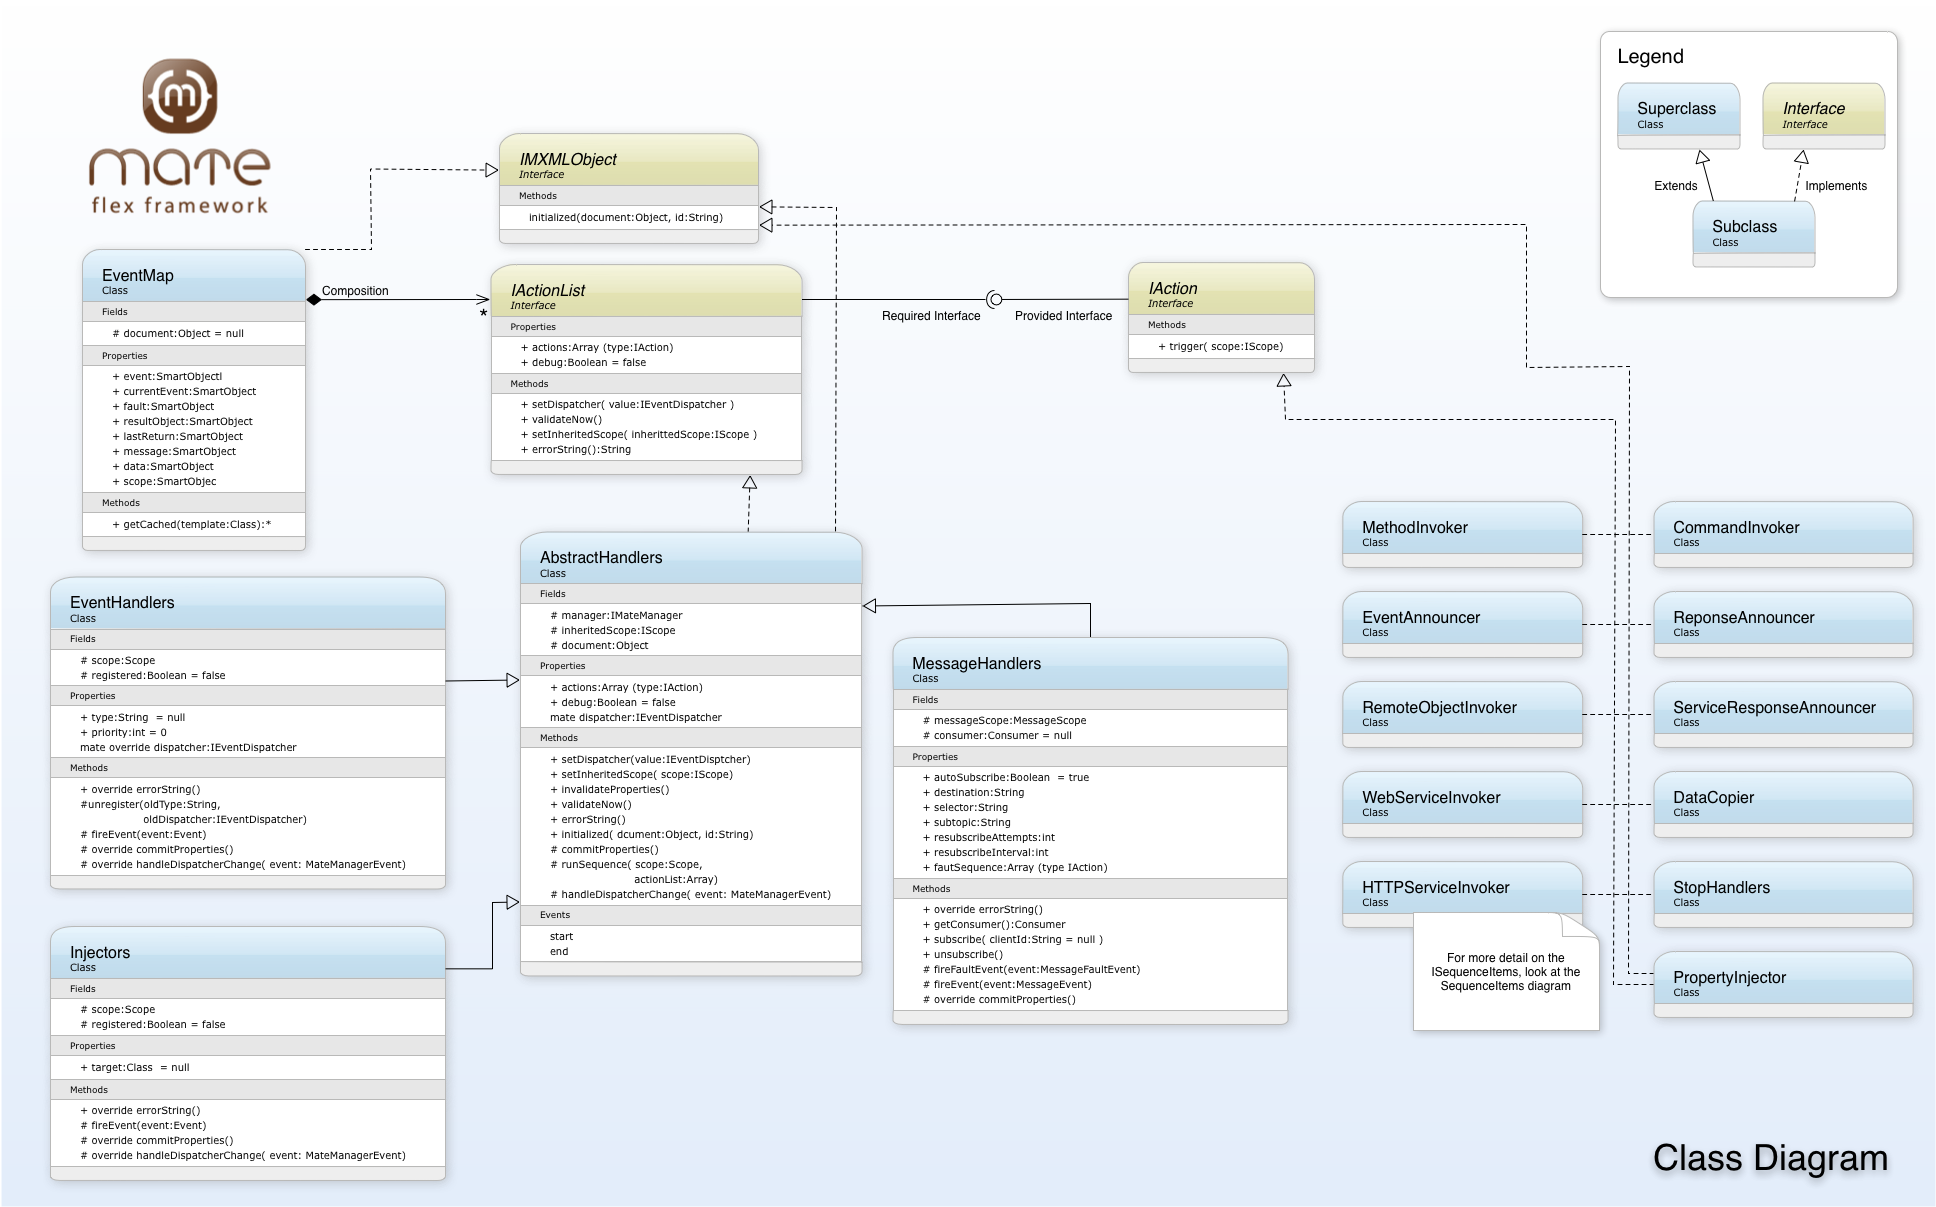 mate
flex framework
Legend
Superclass
Class
Interface
Interface
Extends
Implements
Subclass
Class
IMXMLObject
Interface
Methods
initialized(document:Object, id:String)
EventMap
Class
Fields
# document:Object = null
Properties
+ event:SmartObjectl
+ currentEvent:SmartObject
+ fault:SmartObject
+ resultObject:SmartObject
+ lastReturn:SmartObject
+ message:SmartObject
+ data:SmartObject
+ scope:SmartObjec
Methods
+ getCached(template:Class):*
Composition
*
IActionList
Interface
Properties
+ actions:Array (type:IAction)
+ debug:Boolean = false
Methods
+ setDispatcher( value:IEventDispatcher )
+ validateNow()
+ setInheritedScope( inherittedScope:IScope )
+ errorString():String
Required Interface
Provided Interface
IAction
Interface
Methods
+ trigger( scope:IScope)
EventHandlers
Class
Fields
# scope:Scope
# registered:Boolean = false
Properties
+ type:String  = null
+ priority:int = 0
mate override dispatcher:IEventDispatcher
Methods
+ override errorString()
#unregister(oldType:String,
oldDispatcher:IEventDispatcher)
# fireEvent(event:Event)
# override commitProperties()
# override handleDispatcherChange( event: MateManagerEvent)
Injectors
Class
Fields
# scope:Scope
# registered:Boolean = false
Properties
+ target:Class  = null
Methods
+ override errorString()
# fireEvent(event:Event)
# override commitProperties()
# override handleDispatcherChange( event: MateManagerEvent)
AbstractHandlers
Class
Fields
# manager:IMateManager
# inheritedScope:IScope
# document:Object
Properties
+ actions:Array (type:IAction)
+ debug:Boolean = false
mate dispatcher:IEventDispatcher
Methods
+ setDispatcher(value:IEventDisptcher)
+ setInheritedScope( scope:IScope)
+ invalidateProperties()
+ validateNow()
+ errorString()
+ initialized( dcument:Object, id:String)
# commitProperties()
# runSequence( scope:Scope,
actionList:Array)
# handleDispatcherChange( event: MateManagerEvent)
Events
start
end
MessageHandlers
Class
Fields
# messageScope:MessageScope
# consumer:Consumer = null
Properties
+ autoSubscribe:Boolean  = true
+ destination:String
+ selector:String
+ subtopic:String
+ resubscribeAttempts:int
+ resubscribeInterval:int
+ fautSequence:Array (type IAction)
Methods
+ override errorString()
+ getConsumer():Consumer
+ subscribe( clientId:String = null )
+ unsubscribe()
# fireFaultEvent(event:MessageFaultEvent)
# fireEvent(event:MessageEvent)
# override commitProperties()
MethodInvoker
Class
CommandInvoker
Class
EventAnnouncer
Class
ReponseAnnouncer
Class
RemoteObjectInvoker
Class
ServiceResponseAnnouncer
Class
WebServiceInvoker
Class
DataCopier
Class
HTTPServiceInvoker
Class
StopHandlers
Class
For more detail on the
ISequenceItems, look at the
SequenceItems diagram
PropertyInjector
Class
Class Diagram